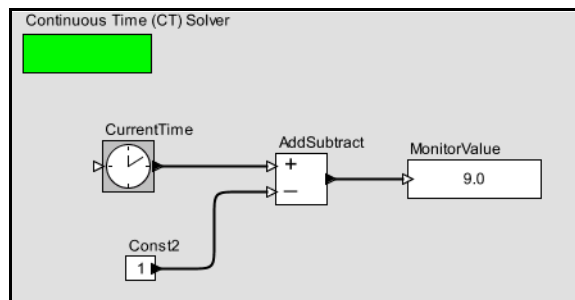 Continuous Time (CT) Solver
CurrentTime
AddSubtract
MonitorValue
+
−
9.0
Const2
1